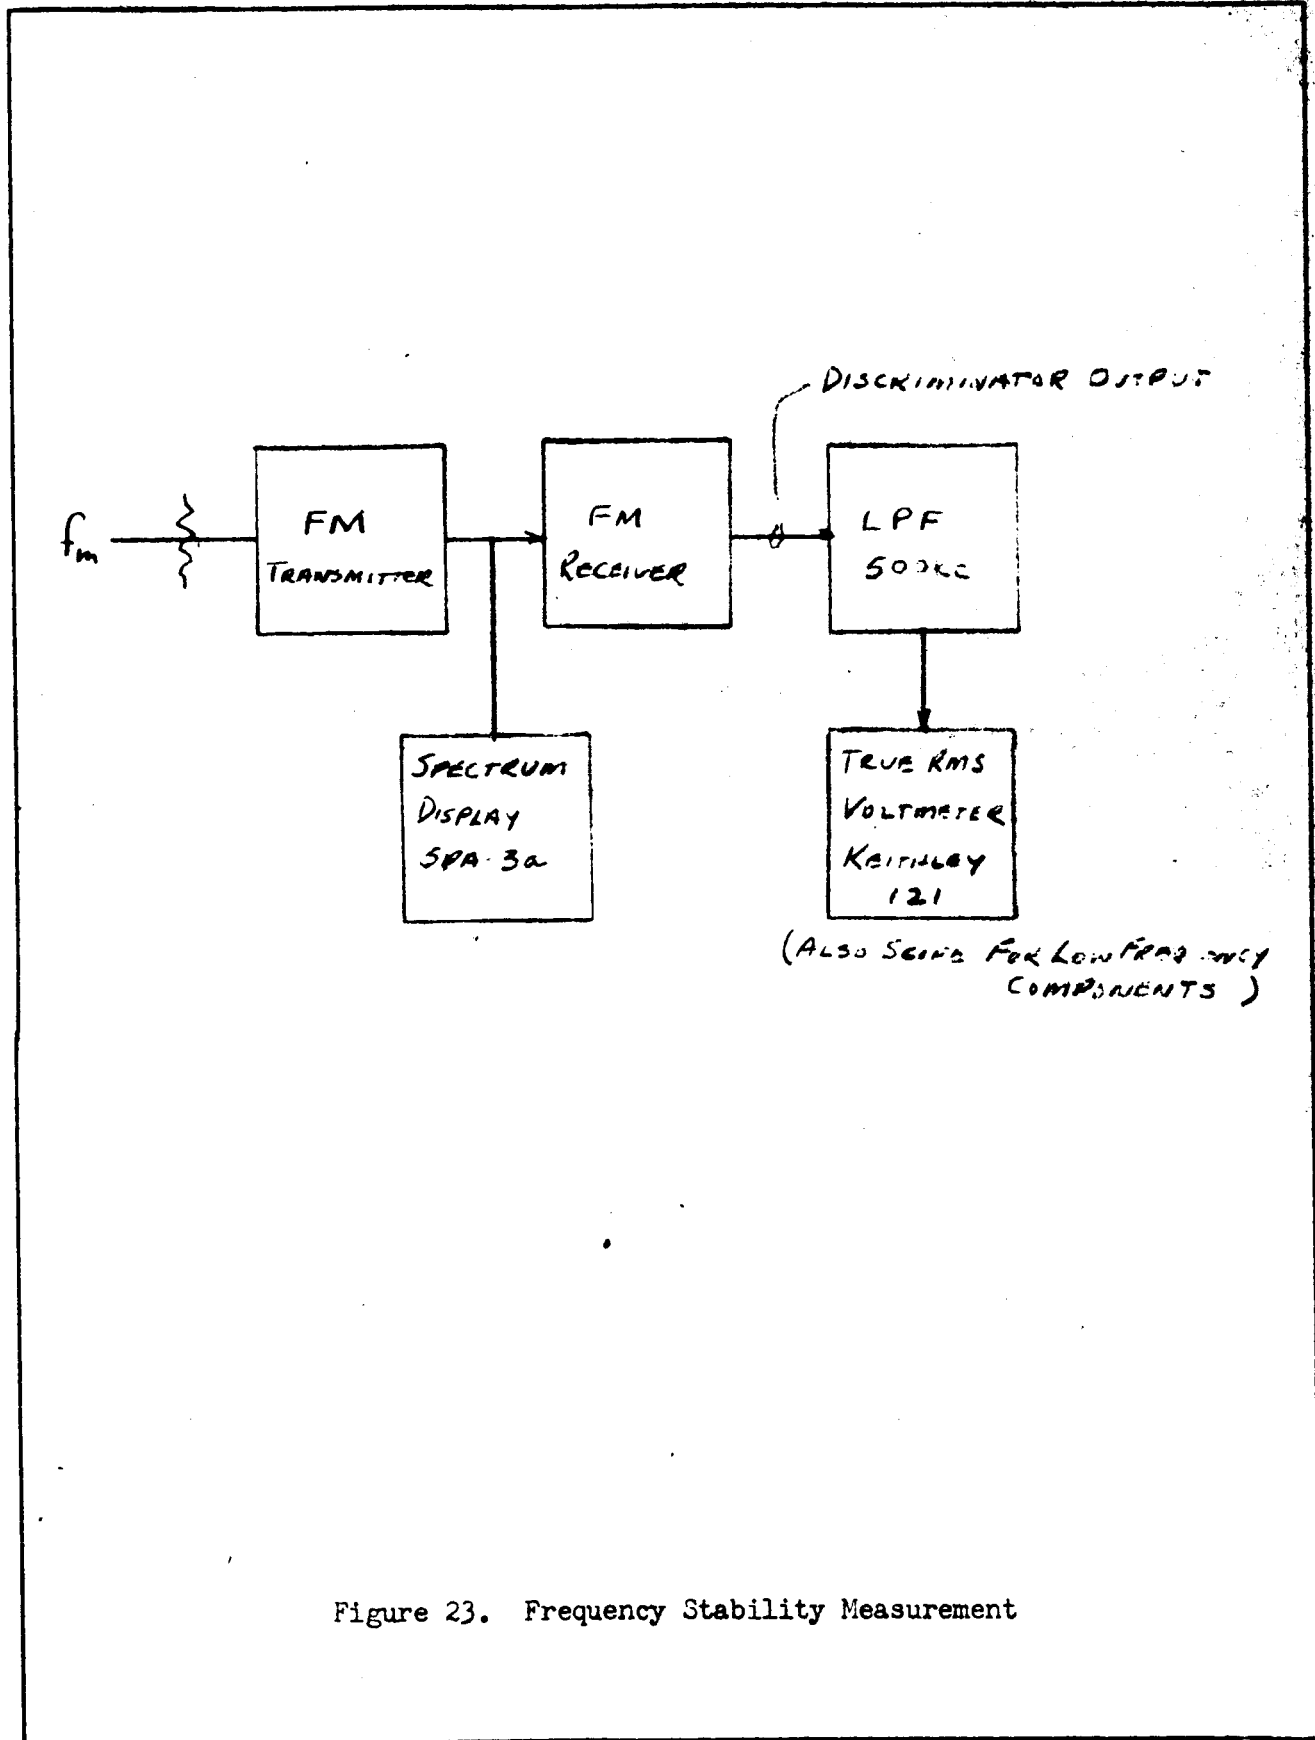 DISCRIMINATOR OUTPUT
fm
FM
TRANSMITTER
FM
RECEIVER
LPF
500KC
SPECTRUM
DISPLAY
SPA-3a
TRUE RMS
VOLTMETER
KEITHLEY
121
(ALSO FOR LOW FREQUENCY
COMPONENTS)
Figure 23. Frequency Stability Measurement